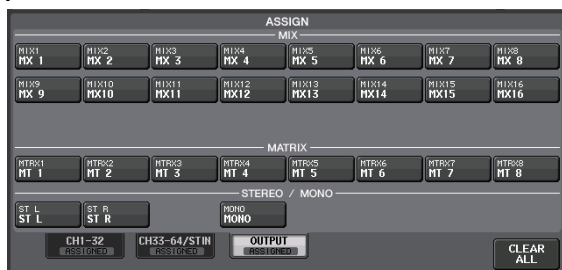 ASSIGN
MIX
MIX1 MIX2 MIX3 MIX4 MIX5 MIX6 MIX7 MIX8
MX 1 MX 2 MX 3 MX 4 MX 5 MX 6 MX 7 MX 8
MIX9 MIX10 MIX11 MIX12 MIX13 MIX14 MIX15 MIX16
MX 9 MX10 MX11 MX12 MX13 MX14 MX15 MX16
MATRIX
MTRX1 MTRX2 MTRX3 MTRX4 MTRX5 MTRX6 MTRX7 MTRX8
MT 1 MT 2 MT 3 MT 4 MT 5 MT 6 MT 7 MT 8
STEREO / MONO
ST L ST R MONO
ST L ST R MONO
CH1-32 CH33-64/STIN OUTPUT
ASSIGNED ASSIGNED ASSIGNED
CLEAR
ALL